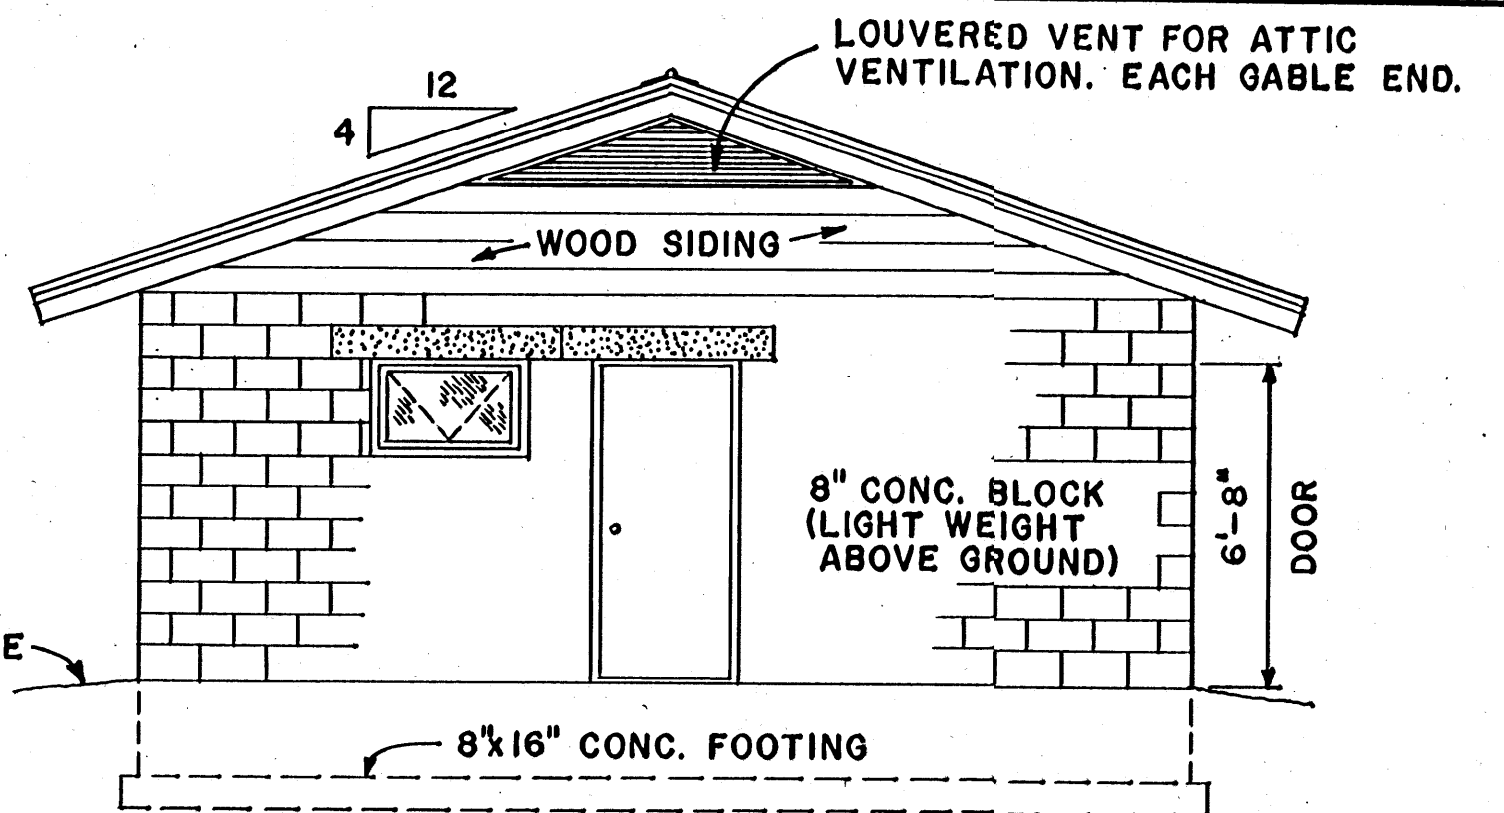 LOUVERED VENT FOR ATTIC
VENTILATION. EACH GABLE END.
12
4
WOOD SIDING
8" CONC. BLOCK
(LIGHT WEIGHT
ABOVE GROUND)
6'-8"
DOOR
E
8"x16" CONC. FOOTING